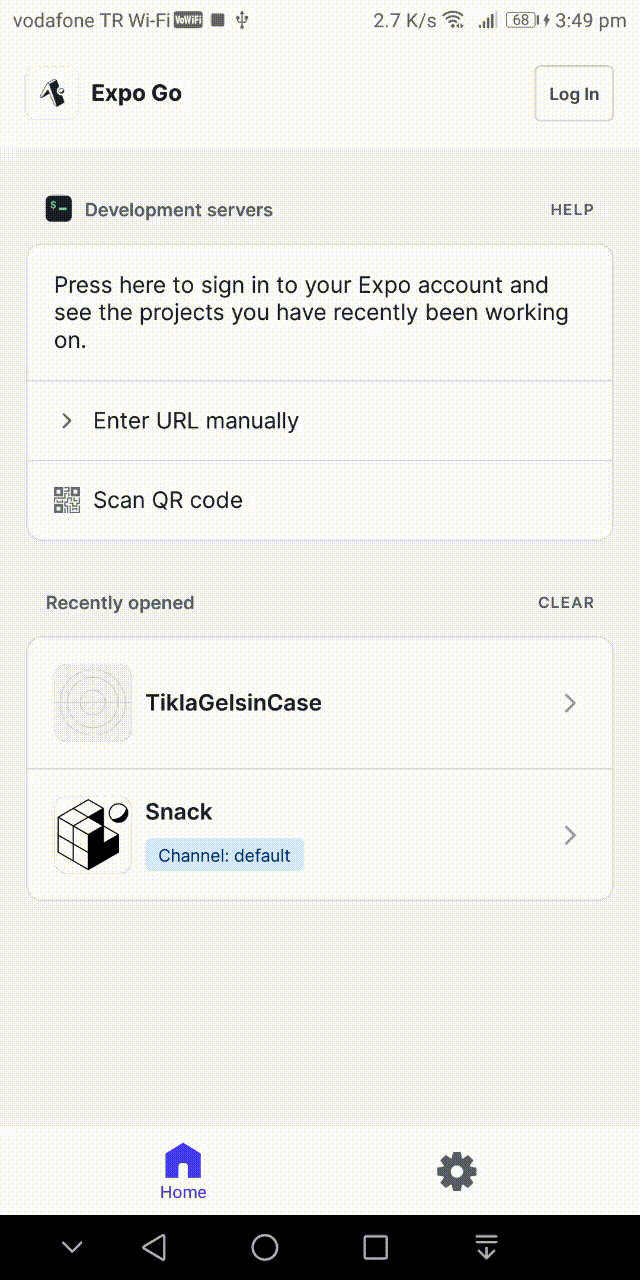 vodafone TR Wi-Fi VoWiFi 2.7 K/s 68 3:49 pm
Expo Go
Log In
$ Development servers
HELP
Press here to sign in to your Expo account and
see the projects you have recently been working
on.
Enter URL manually
Scan QR code
Recently opened
CLEAR
TiklaGelsinCase
Snack
Channel: default
Home